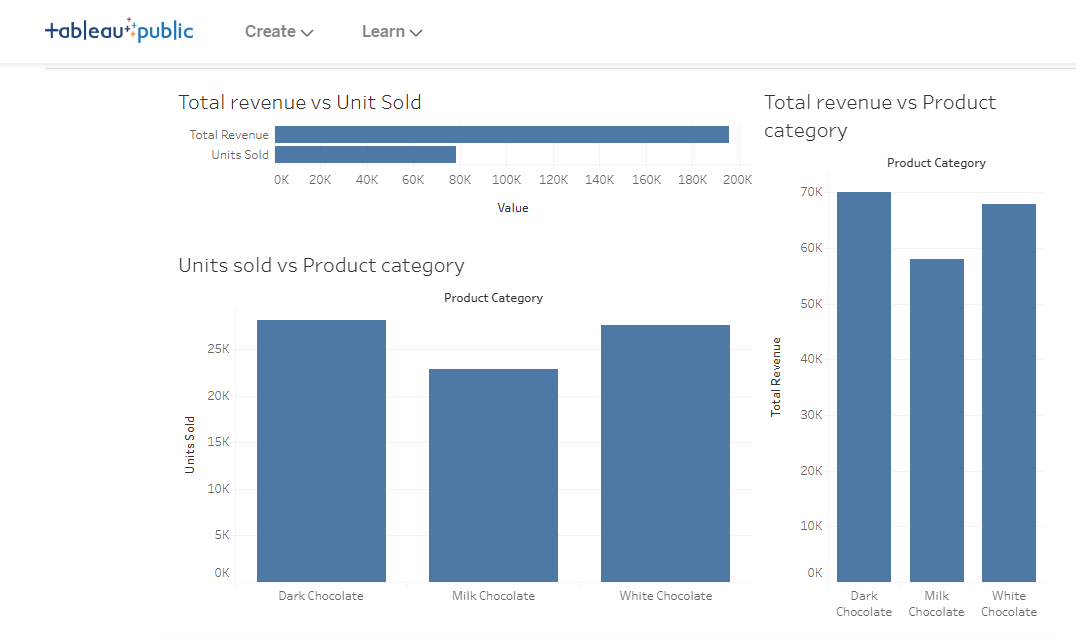 tableau public
Create
Learn
Total revenue vs Unit Sold
Total Revenue
Units Sold
0K 20K 40K 60K 80K 100K 120K 140K 160K 180K 200K
Value
Units sold vs Product category
Product Category
25K
20K
15K
10K
5K
0K
Units Sold
Dark Chocolate Milk Chocolate White Chocolate
Total revenue vs Product
category
Product Category
70K
60K
50K
40K
30K
20K
10K
0K
Total Revenue
Dark Milk White
Chocolate Chocolate Chocolate